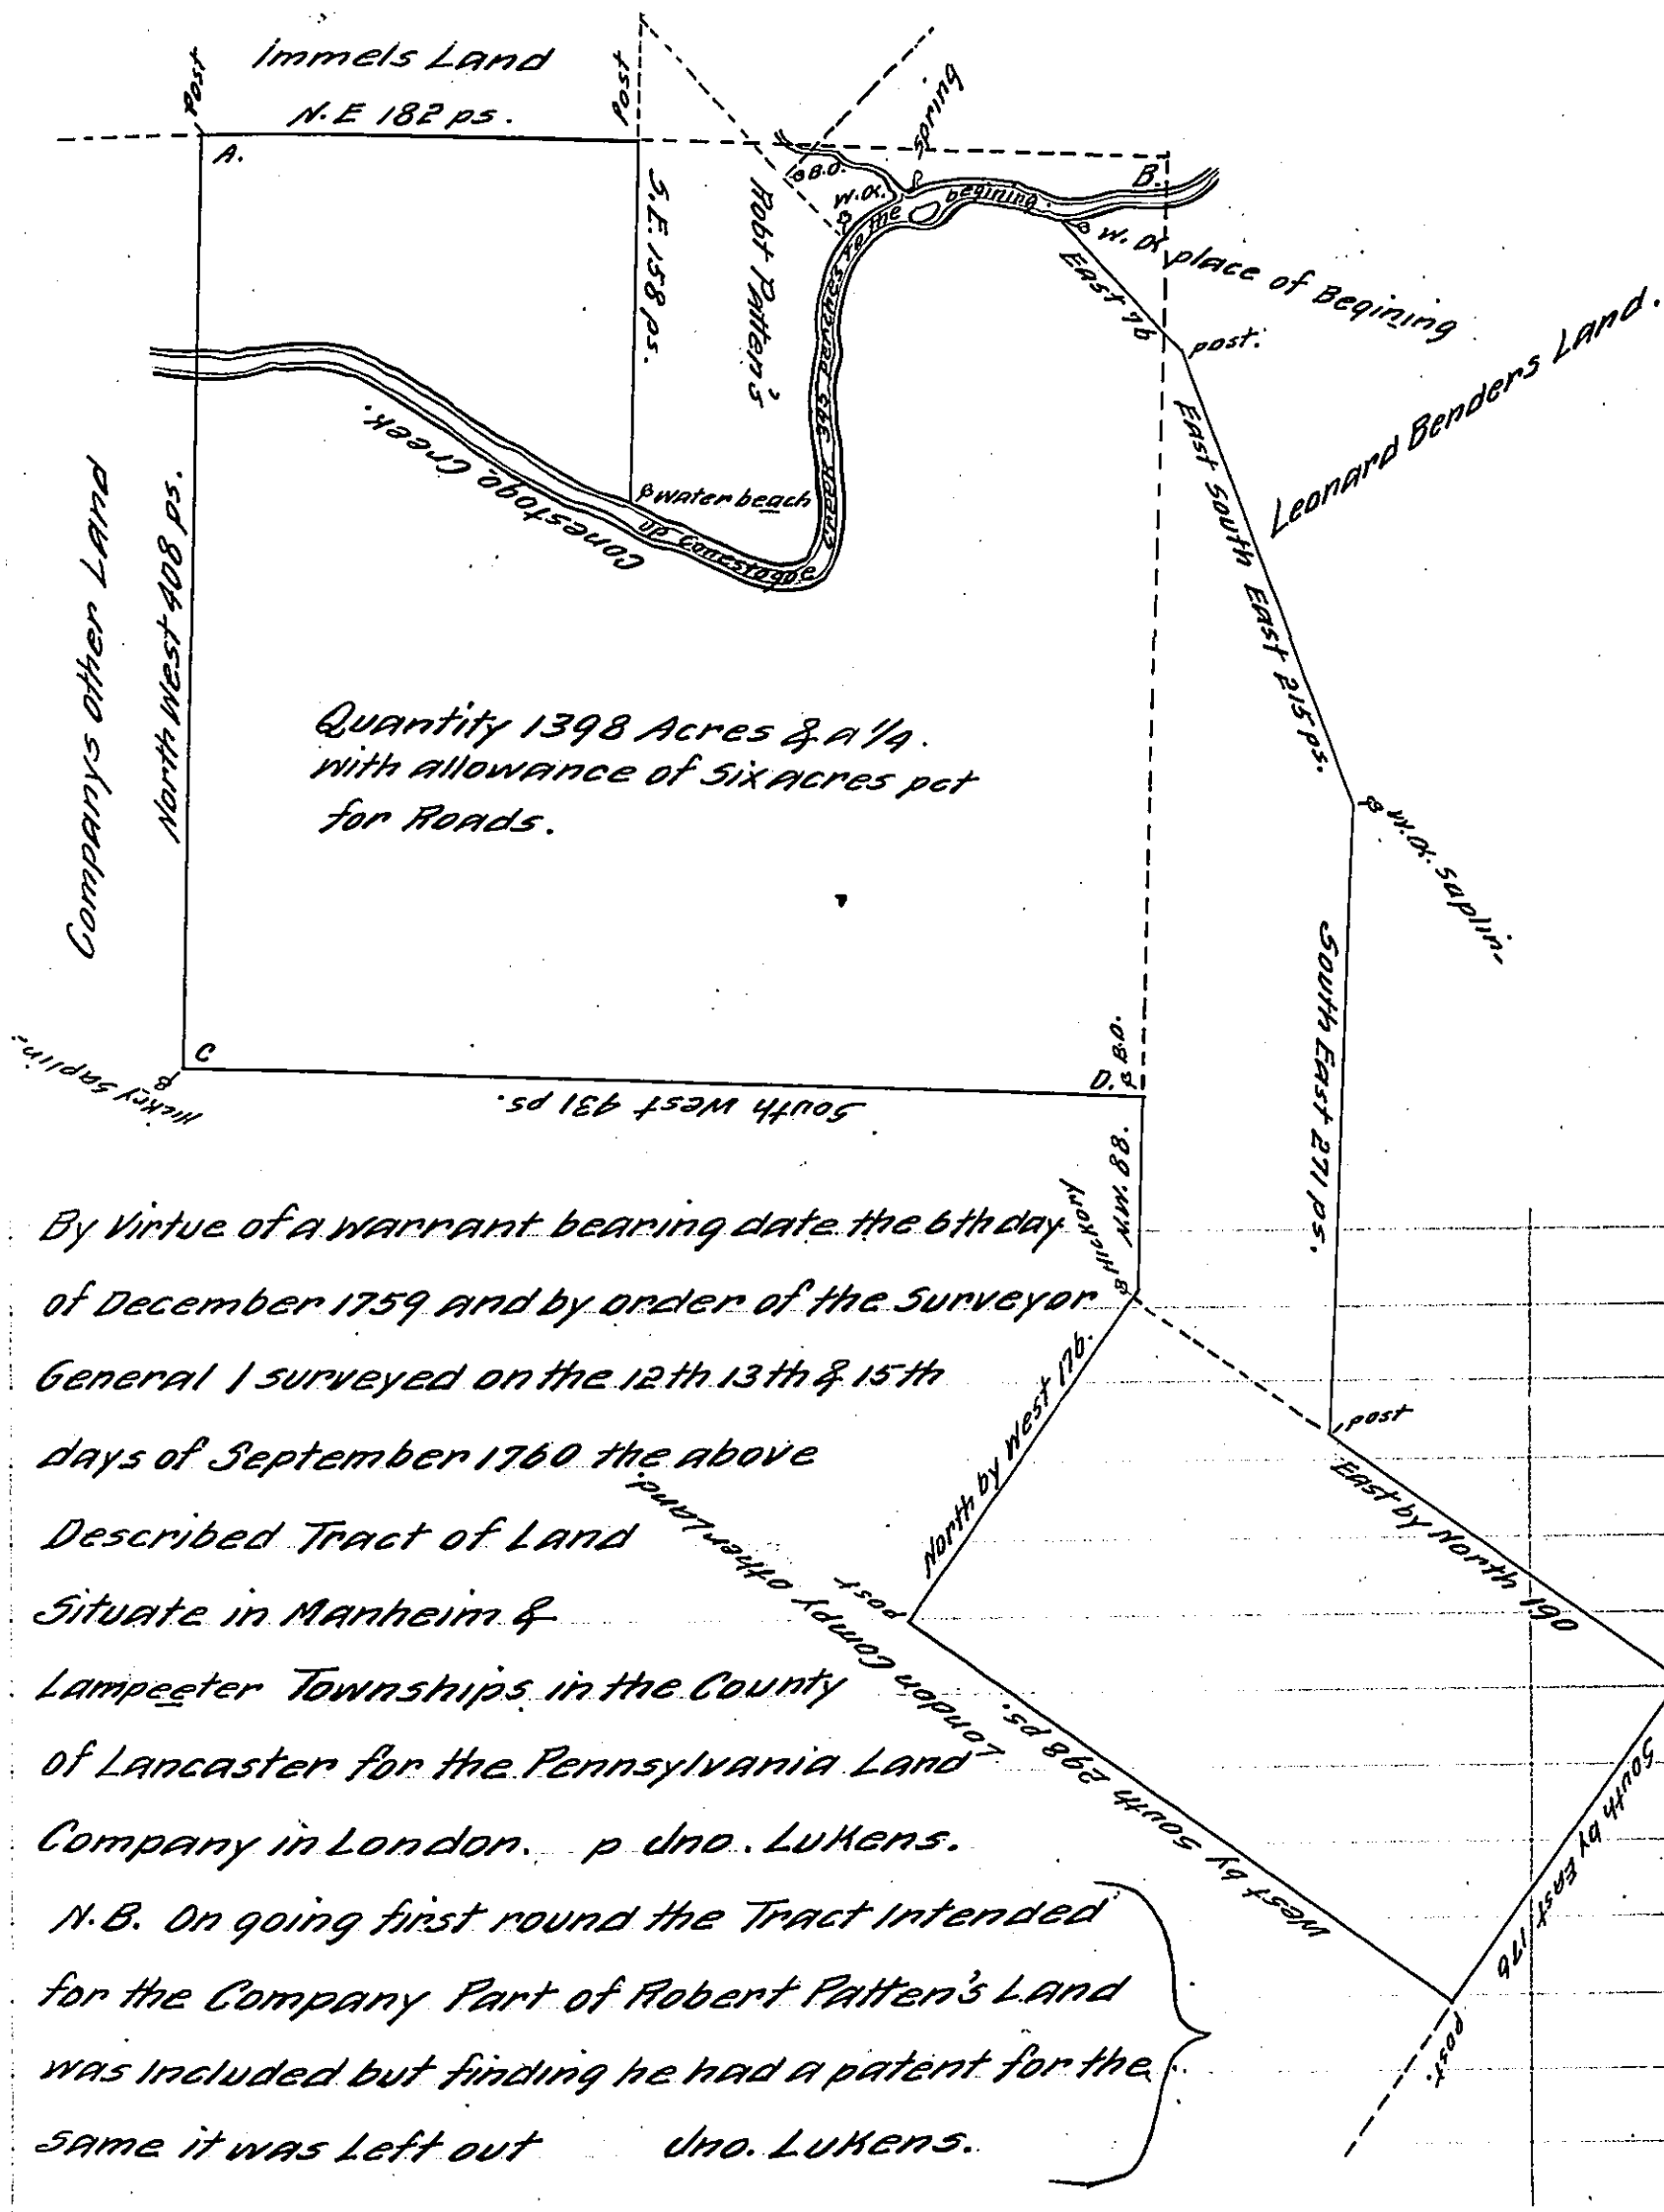 Immels Land
Post
N.E 182 ps.
Post
Spring
A.
B.O.
W.O.
B.
S.E. 158 ps.
Robt Patten's
up Conestogoe Creek 395 Parcurses to the begining.
W.O. place of Begining
East 76
post.
Leonard Benders Land.
East South East 215 ps.
Conestogo Creek.
water beach
Companys other Land
North West 408 ps.
Quantity 1398 Acres & a 1/4.
with allowance of Six acres pct
for Roads.
W.O. Saplin.
South East 271 ps.
C
Hickry Saplin.
D.
B.O.
South West 431 ps.
N.W. 88.
Hickory
By Virtue of a warrant bearing date the 6th day
of December 1759 and by order of the Surveyor
General I surveyed on the 12th 13th & 15th
days of September 1760 the above
Described Tract of Land
Situate in Manheim &
Lampeeter Townships in the County
of Lancaster for the Pennsylvania Land
Company in London. p Jno. Lukens.
North by West 176.
post
East by North 190
post
London Compy other Land.
West by South 298 ps.
South by East 176
post.
N.B. On going first round the Tract Intended
for the Company Part of Robert Patten's Land
was Included but finding he had a patent for the
same it was Left out Jno. Lukens.